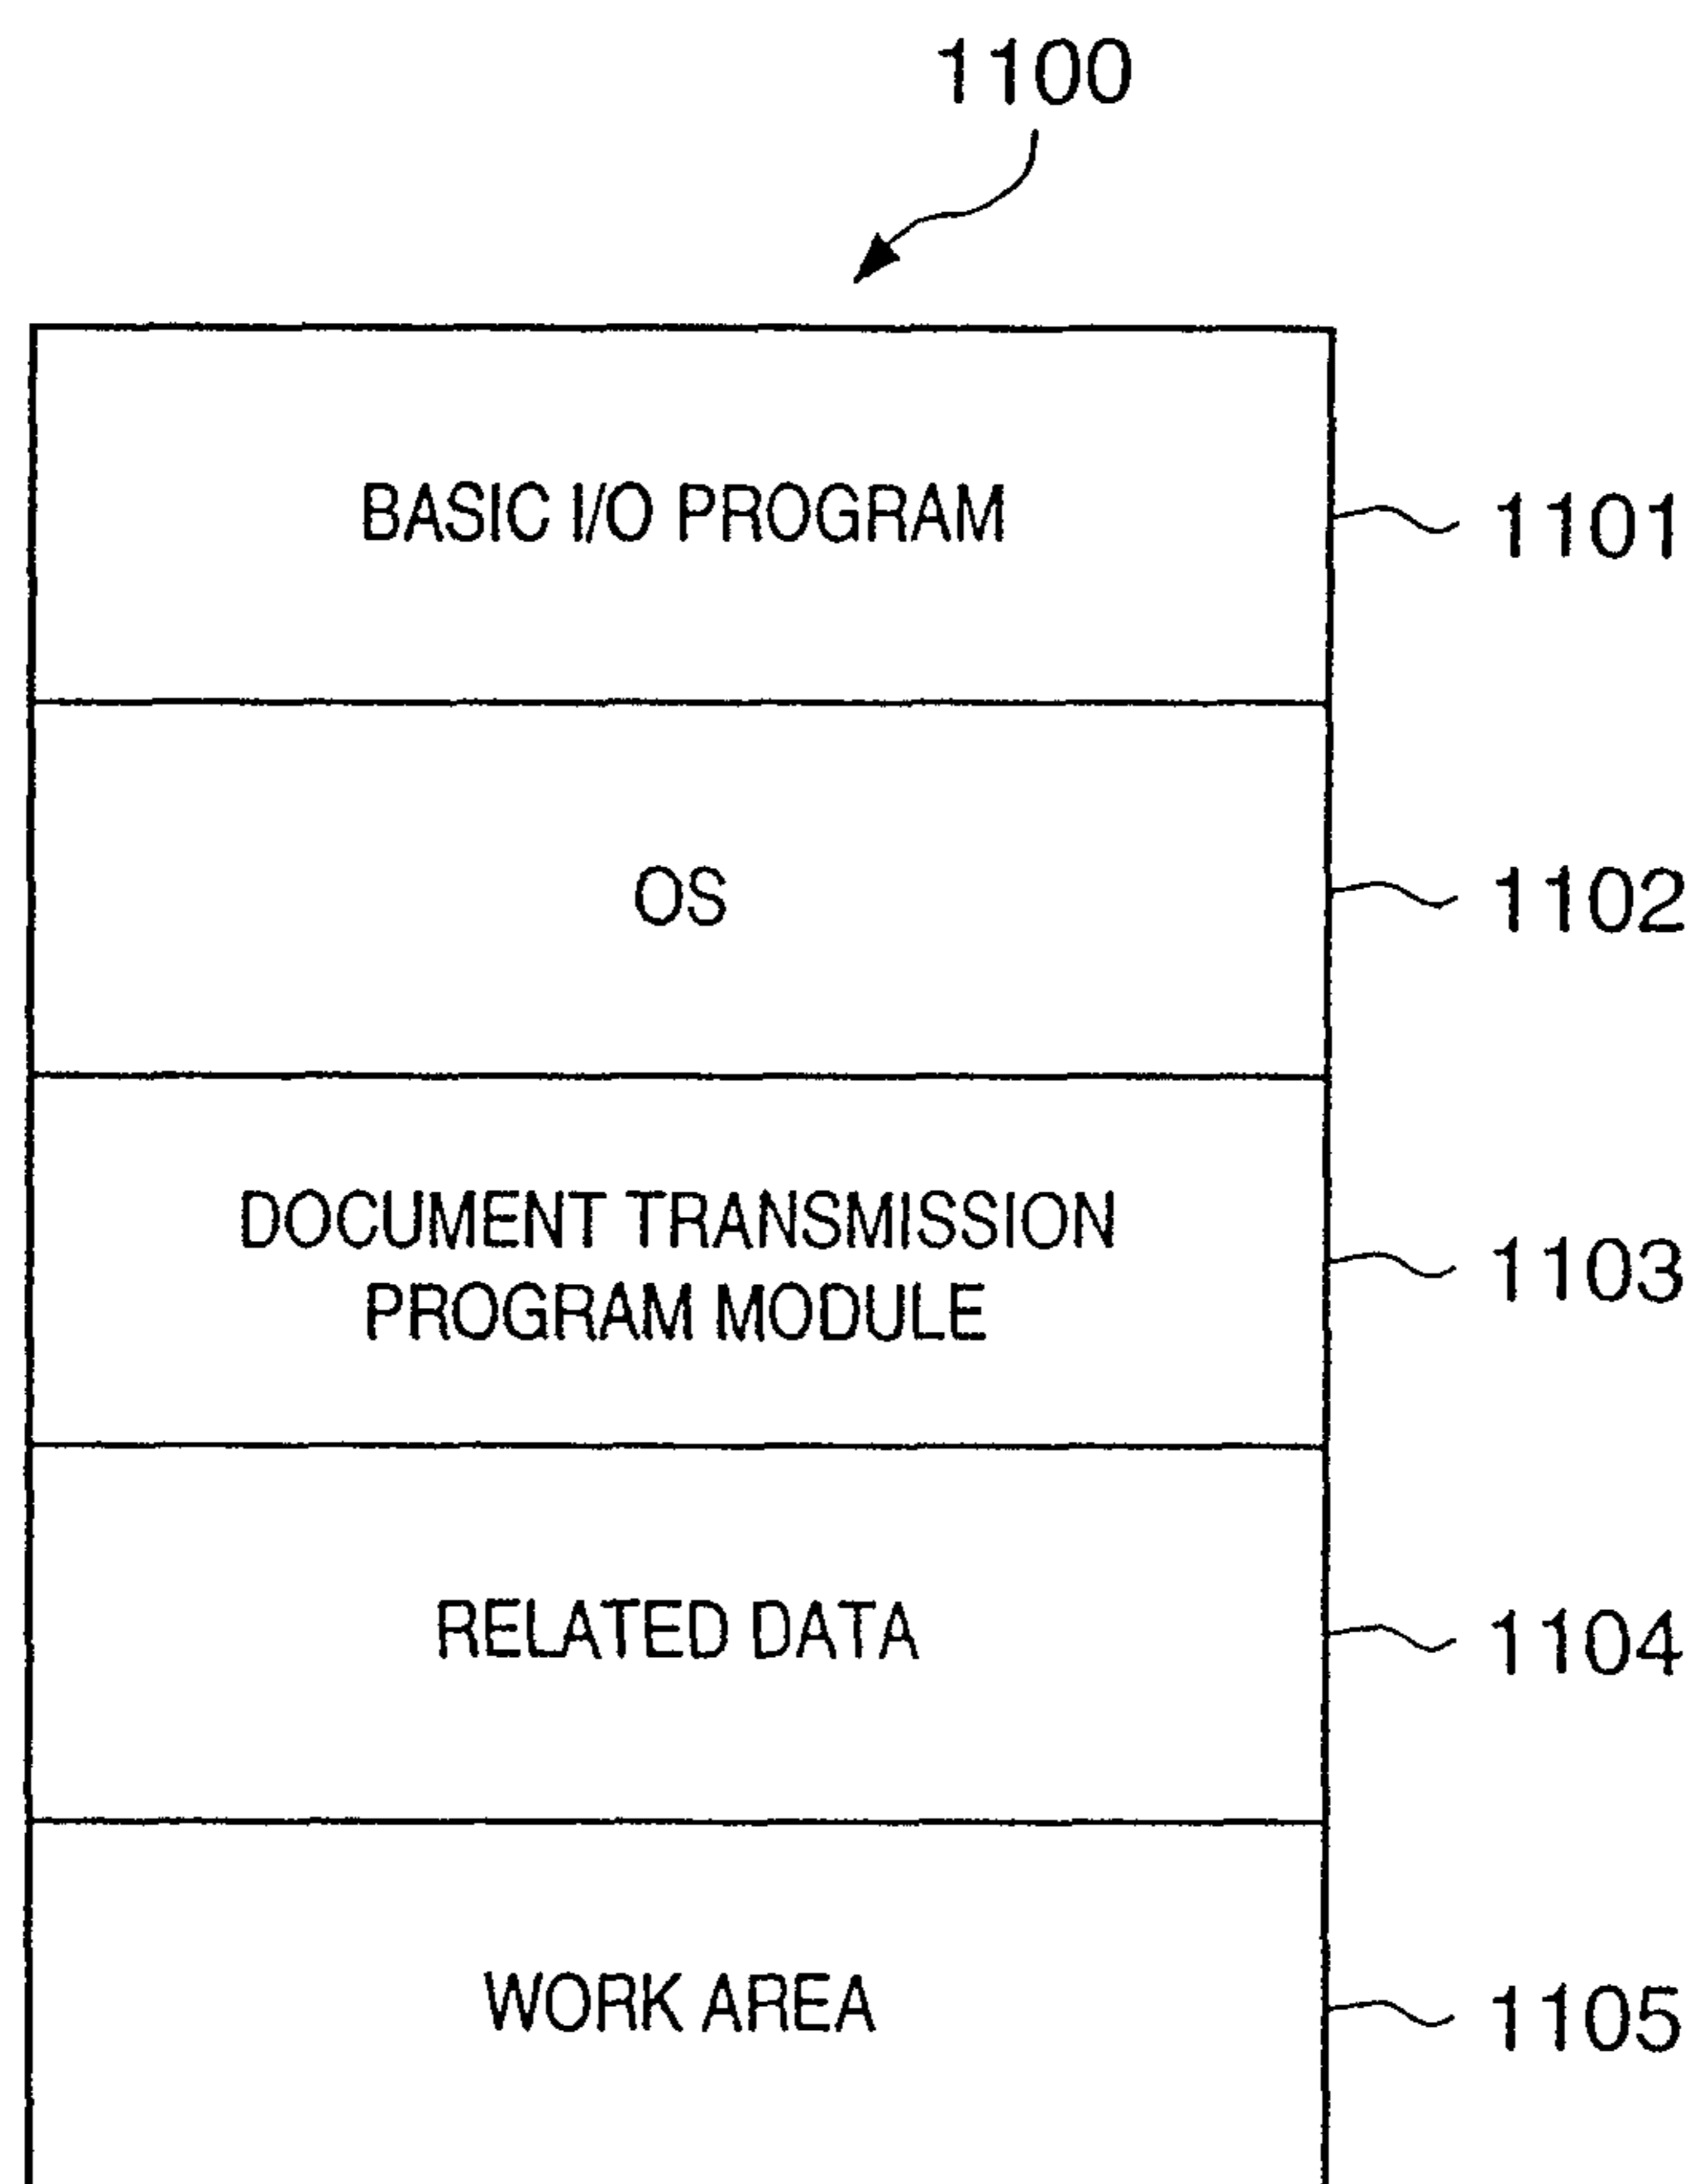 1100
BASIC I/O PROGRAM
1101
OS
1102
DOCUMENT TRANSMISSION
PROGRAM MODULE
1103
RELATED DATA
1104
WORK AREA
1105